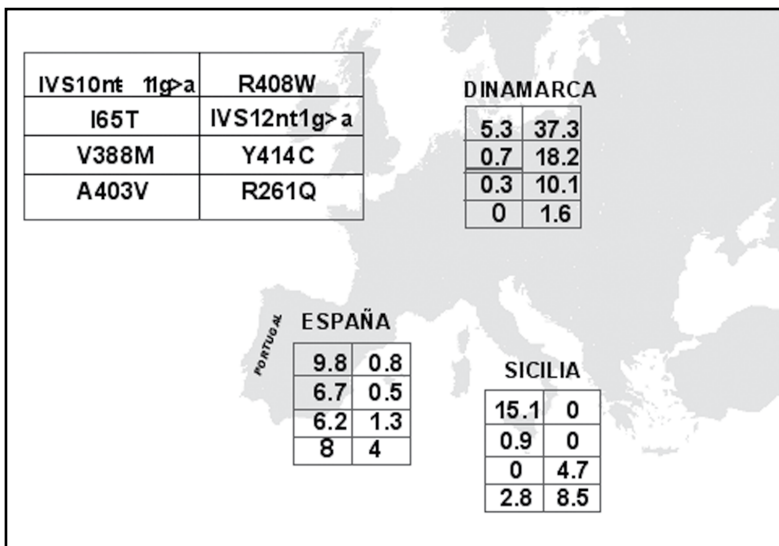 IVS10nt 11g>a R408W
I65T IVS12nt1g>a
V388M Y414C
A403V R261Q
DINAMARCA
5.3 37.3
0.7 18.2
0.3 10.1
0 1.6
PORTUGAL
ESPAÑA
9.8 0.8
6.7 0.5
6.2 1.3
8 4
SICILIA
15.1 0
0.9 0
0 4.7
2.8 8.5